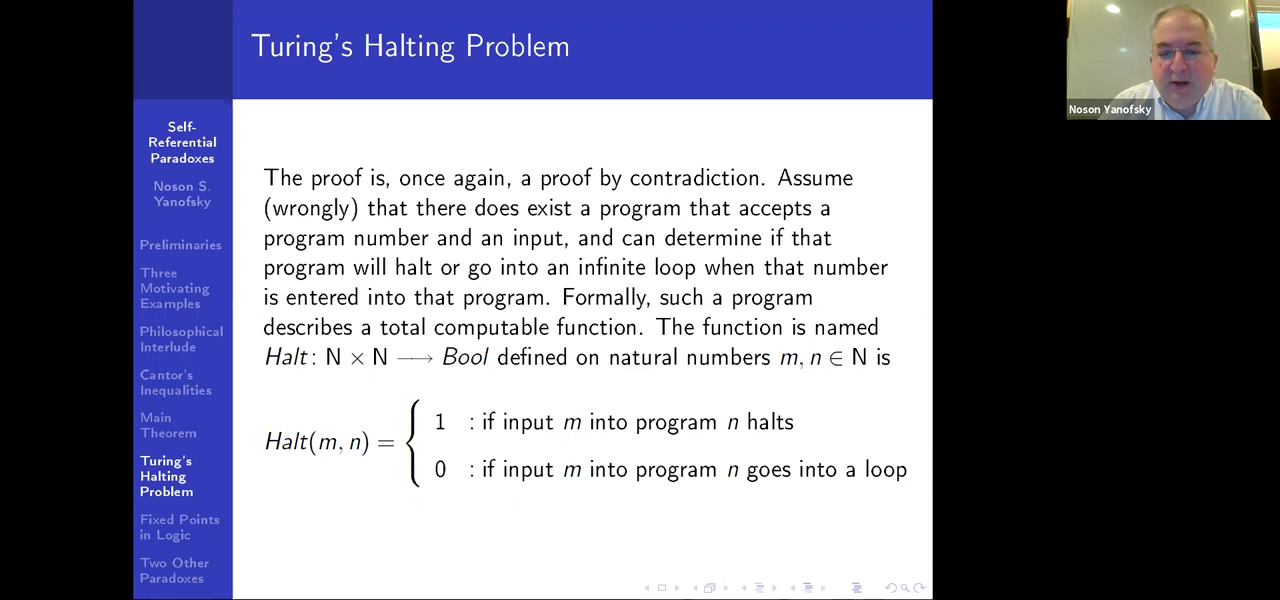 Turing's Halting Problem
Self-
Referential
Paradoxes
Noson S.
Yanofsky
Preliminaries
Three
Motivating
Examples
Philosophical
Interlude
Cantor's
Inequalities
Main
Theorem
Turing's
Halting
Problem
Fixed Points
in Logic
Two Other
Paradoxes
The proof is, once again, a proof by contradiction. Assume
(wrongly) that there does exist a program that accepts a
program number and an input, and can determine if that
program will halt or go into an infinite loop when that number
is entered into that program. Formally, such a program
describes a total computable function. The function is named
Halt: N × N ⟶ Bool defined on natural numbers m, n ∈ N is
Halt(m, n) = {
1 : if input m into program n halts
0 : if input m into program n goes into a loop
Noson Yanofsky